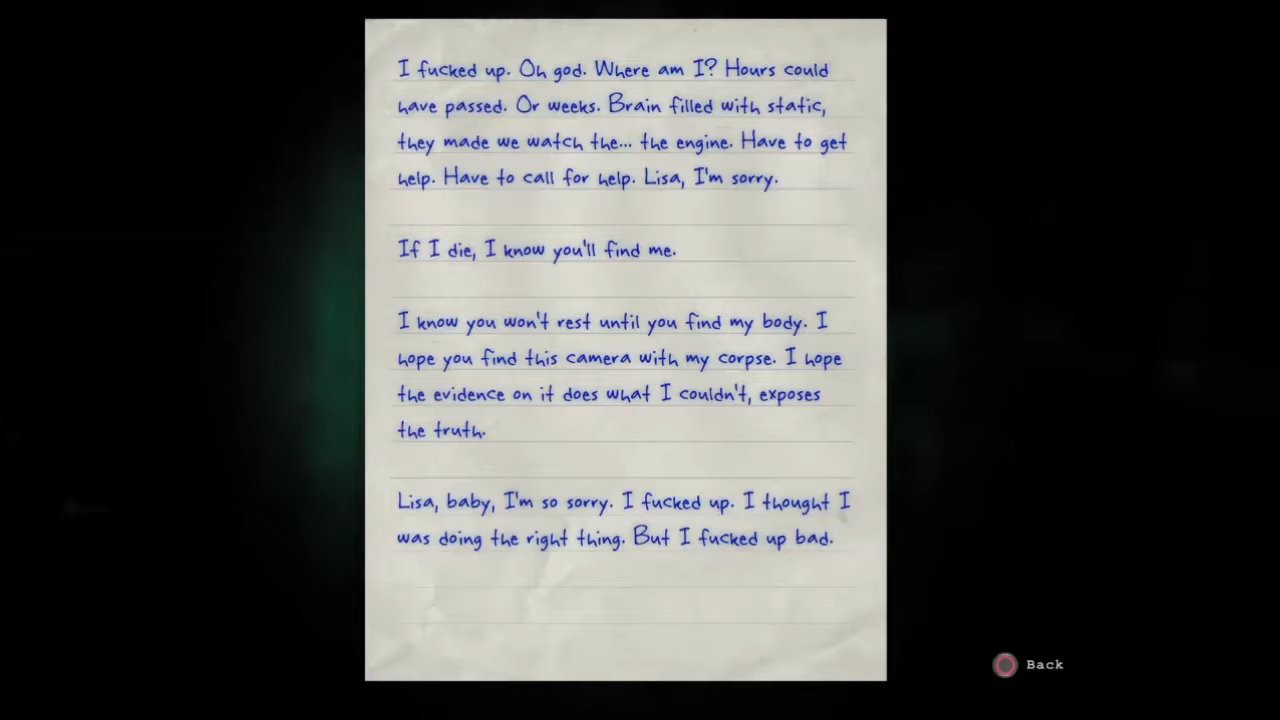 I fucked up. Oh god. Where am I? Hours could
have passed. Or weeks. Brain filled with static,
they made we watch the... the engine. Have to get
help. Have to call for help. Lisa, I'm sorry.
If I die, I know you'll find me.
I know you won't rest until you find my body. I
hope you find this camera with my corpse. I hope
the evidence on it does what I couldn't, exposes
the truth.
Lisa, baby, I'm so sorry. I fucked up. I thought I
was doing the right thing. But I fucked up bad.
Back